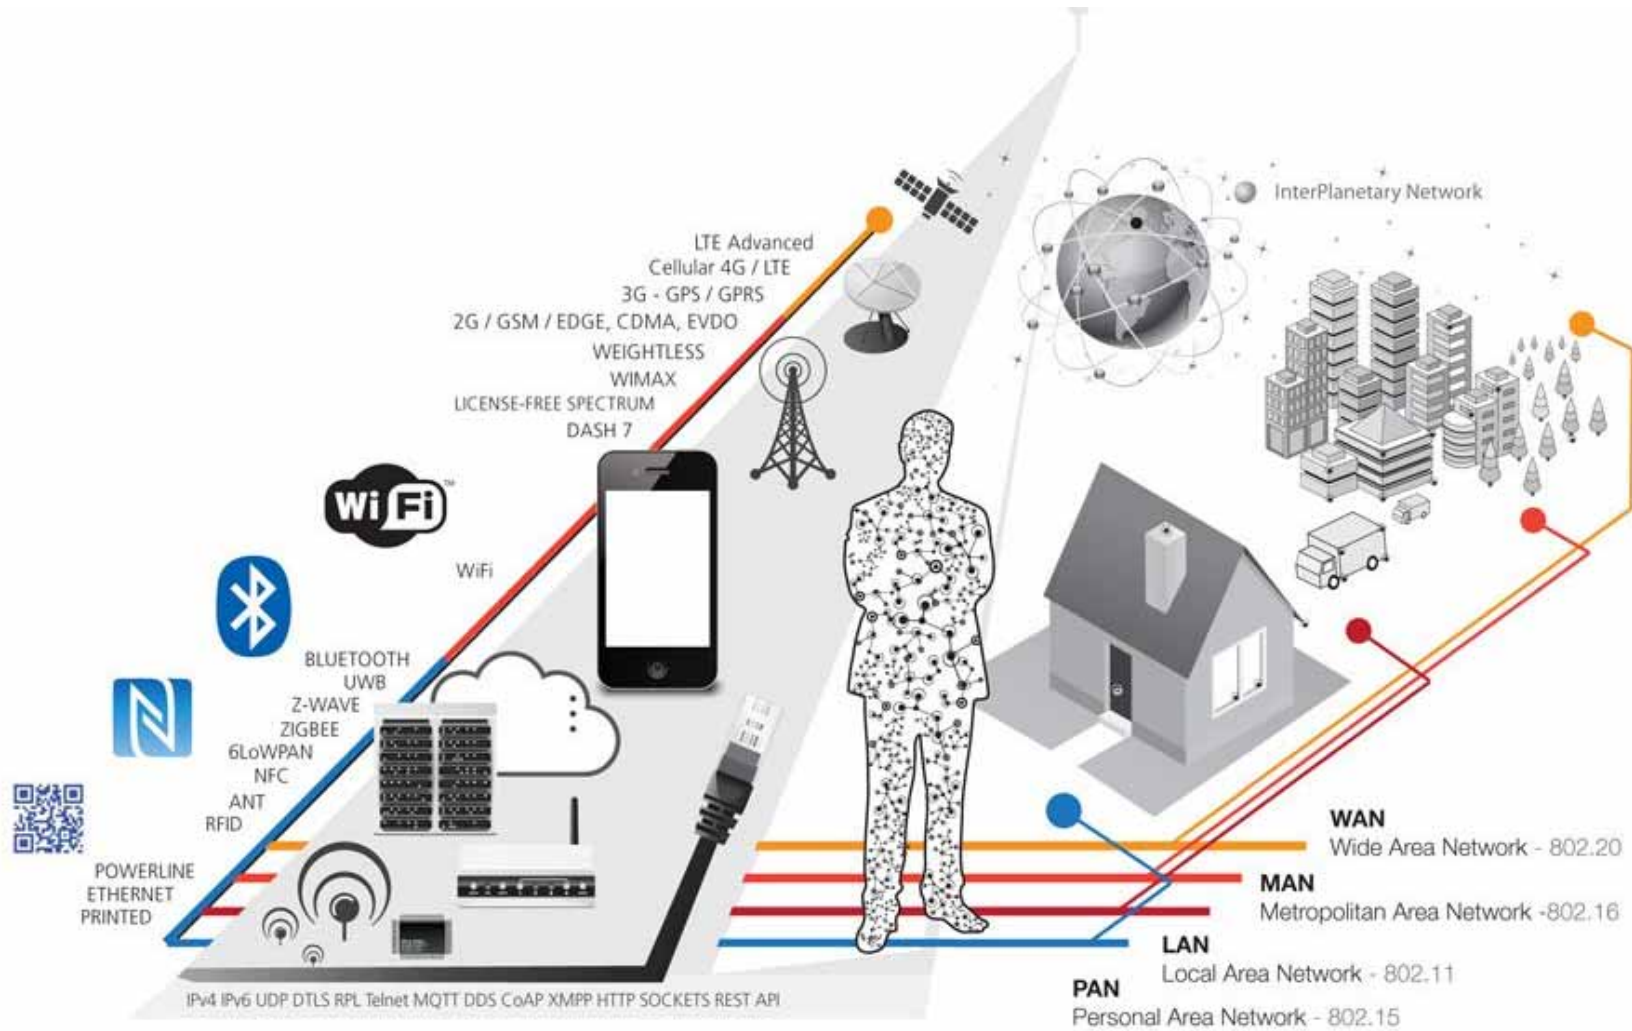 InterPlanetary Network
LTE Advanced
Cellular 4G / LTE
3G - GPS / GPRS
2G / GSM / EDGE, CDMA, EVDO
WEIGHTLESS
WIMAX
LICENSE-FREE SPECTRUM
DASH 7
WiFi™
WiFi
BLUETOOTH
UWB
Z-WAVE
ZIGBEE
6LoWPAN
NFC
ANT
RFID
POWERLINE
ETHERNET
PRINTED
WAN
Wide Area Network - 802.20
MAN
Metropolitan Area Network -802.16
LAN
Local Area Network - 802.11
PAN
Personal Area Network - 802.15
IPv4 IPv6 UDP DTLS RPL Telnet MQTT DDS CoAP XMPP HTTP SOCKETS REST API